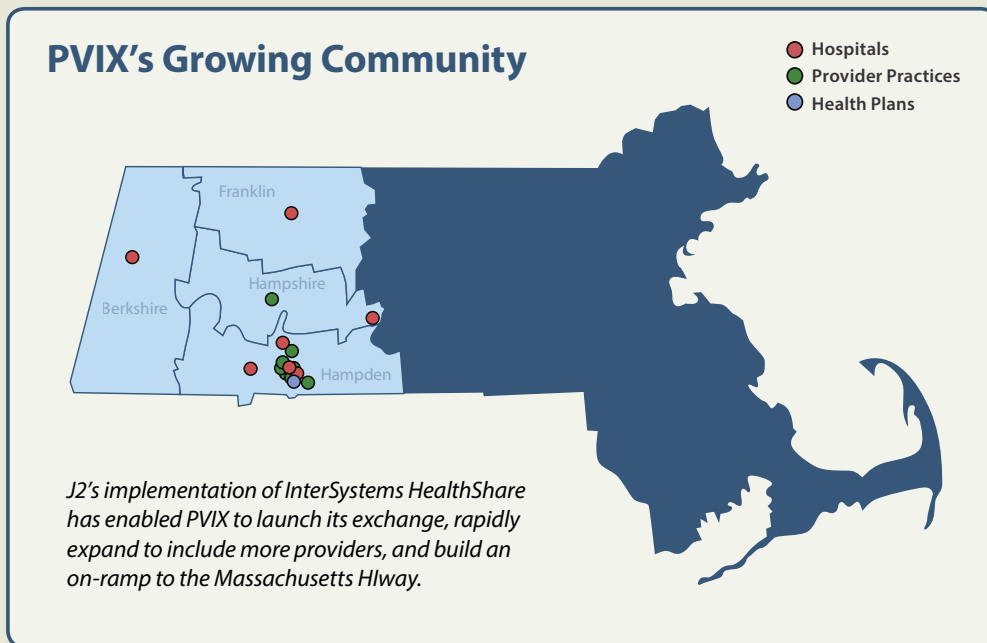 PVIX's Growing Community
Hospitals
Provider Practices
Health Plans
Franklin
Hampshire
Berkshire
Hampden
J2's implementation of InterSystems HealthShare
has enabled PVIX to launch its exchange, rapidly
expand to include more providers, and build an
on-ramp to the Massachusetts HIway.